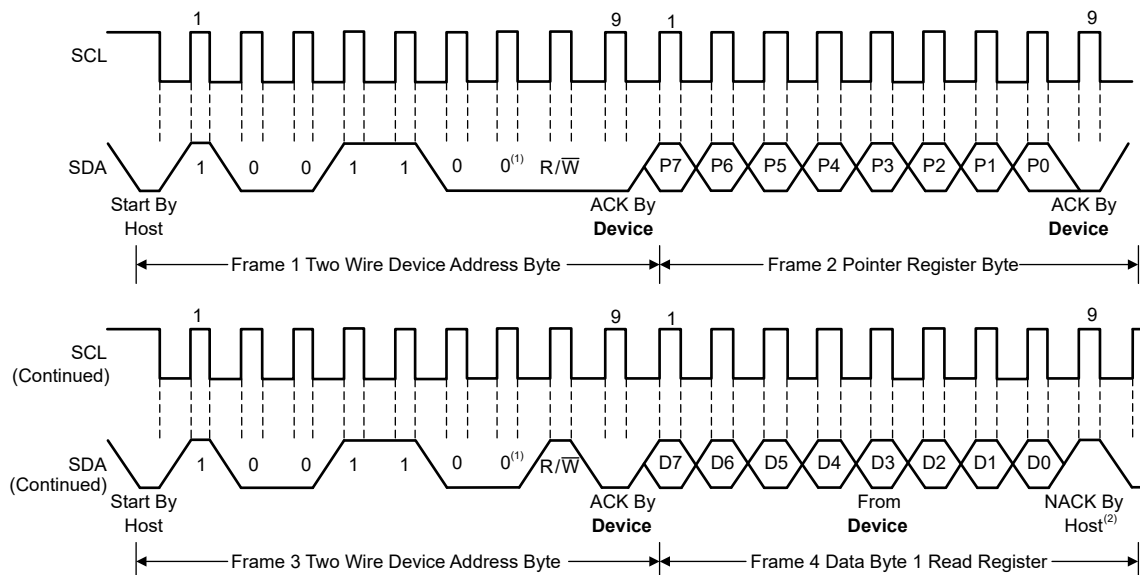 1 9 1 9
SCL
SDA 1 0 0 1 1 0 0(1) R/W̅ P7 P6 P5 P4 P3 P2 P1 P0
Start By ACK By ACK By
Host Device Device
Frame 1 Two Wire Device Address Byte Frame 2 Pointer Register Byte
1 9 1 9
SCL
(Continued)
SDA 1 0 0 1 1 0 0(1) R/W̅ D7 D6 D5 D4 D3 D2 D1 D0
(Continued)
Start By ACK By From NACK By
Host Device Device Host(2)
Frame 3 Two Wire Device Address Byte Frame 4 Data Byte 1 Read Register